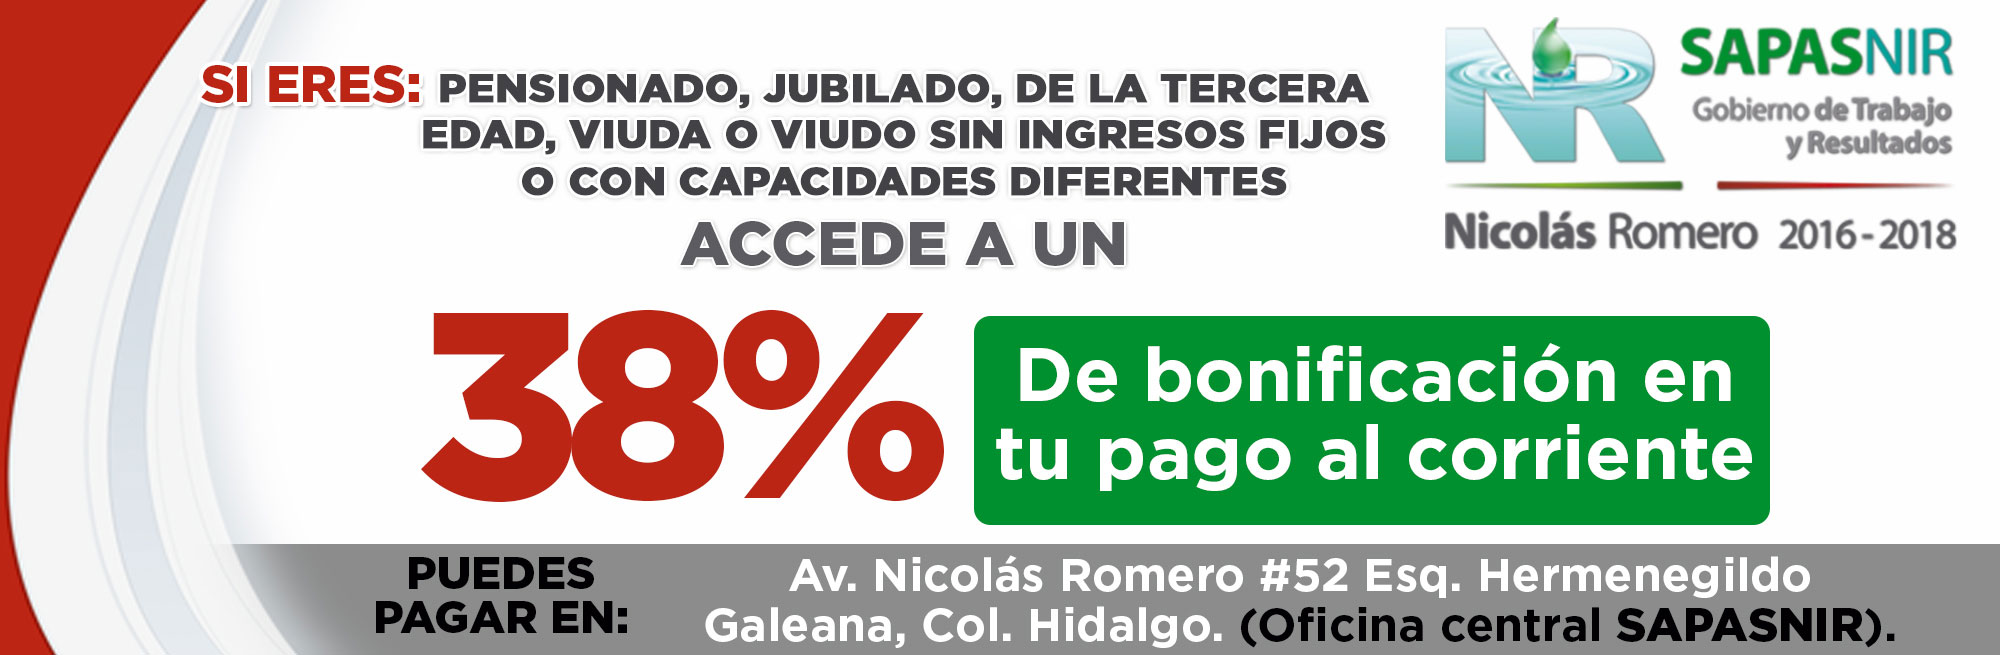 SI ERES: PENSIONADO, JUBILADO, DE LA TERCERA
EDAD, VIUDA O VIUDO SIN INGRESOS FIJOS
O CON CAPACIDADES DIFERENTES
ACCEDE A UN
38%
De bonificación en
tu pago al corriente
NR
SAPASNIR
Gobierno de Trabajo
y Resultados
Nicolás Romero 2016-2018
PUEDES
PAGAR EN:
Av. Nicolás Romero #52 Esq. Hermenegildo
Galeana, Col. Hidalgo. (Oficina central SAPASNIR).